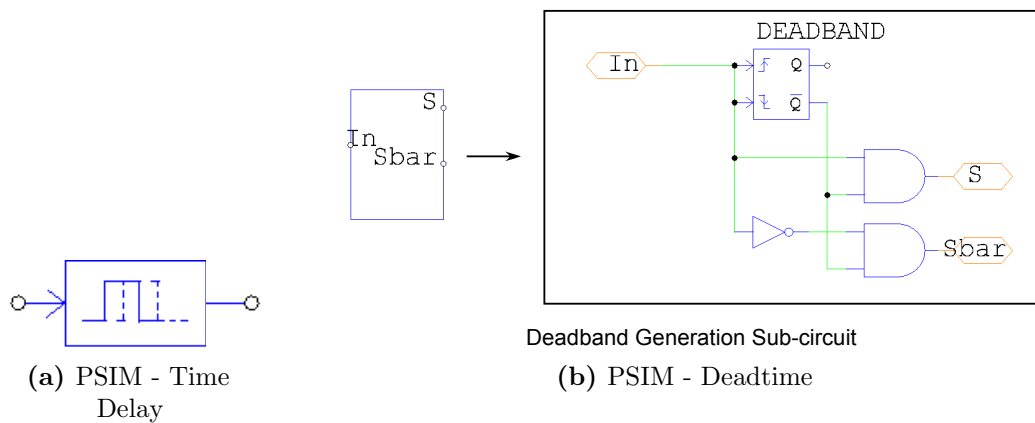 DEADBAND
In
Q
Q̅
S
In
Sbar
S
Sbar
Deadband Generation Sub-circuit
(a) PSIM - Time
Delay
(b) PSIM - Deadtime